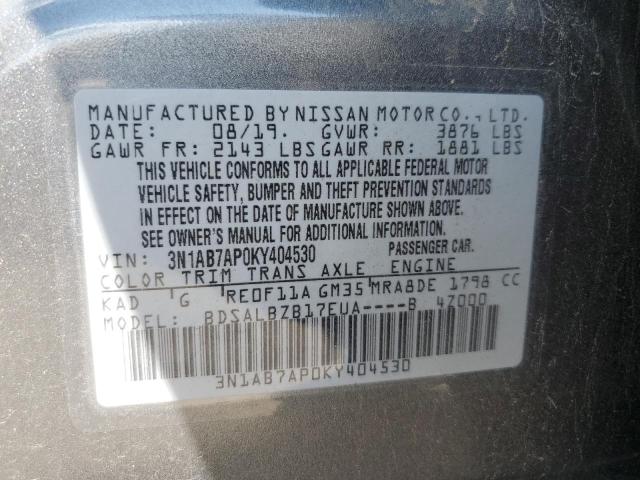 MANUFACTURED BY NISSAN MOTOR CO., LTD.
DATE: 08/19. GVWR: 3876 LBS
GAWR FR: 2143 LBS GAWR RR: 1881 LBS
THIS VEHICLE CONFORMS TO ALL APPLICABLE FEDERAL MOTOR
VEHICLE SAFETY, BUMPER AND THEFT PREVENTION STANDARDS
IN EFFECT ON THE DATE OF MANUFACTURE SHOWN ABOVE.
SEE OWNER'S MANUAL FOR ADDITIONAL INFORMATION.
VIN: 3N1AB7AP0KY404530 PASSENGER CAR.
COLOR TRIM TRANS AXLE ENGINE
KAD G RE0F11A GM35 MRA8DE 1798 CC
MODEL: BDSALBZB17EUA----B 47000
3N1AB7AP0KY404530